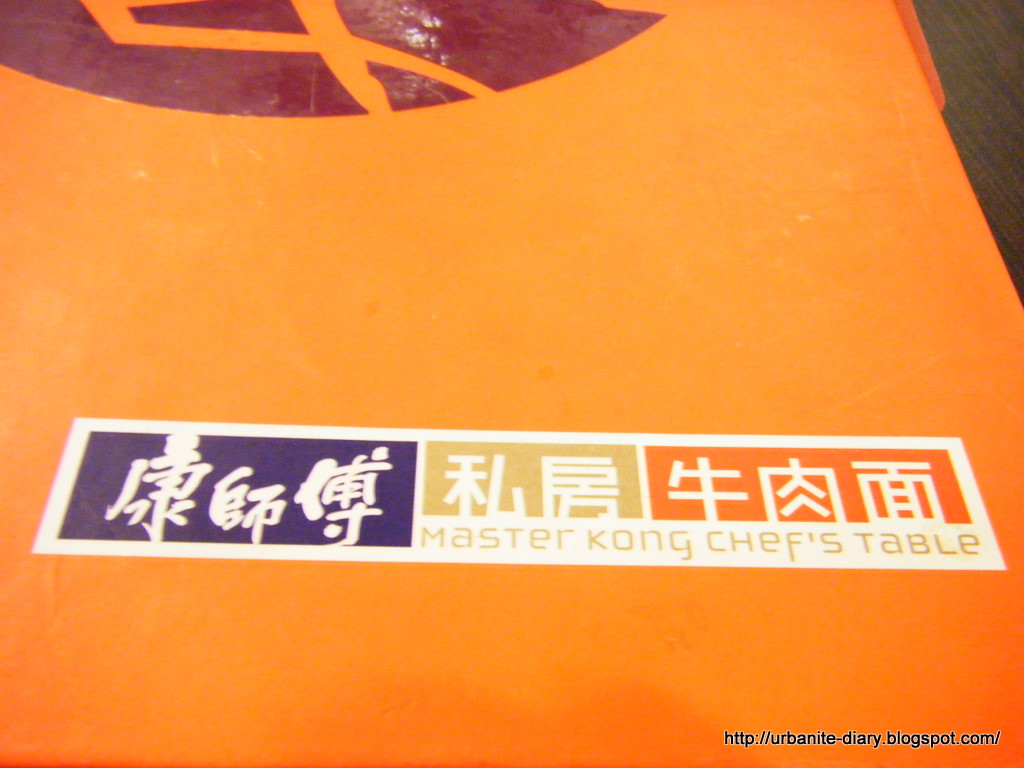 康師傅 私房 牛肉面
Master Kong Chef's Table
http://urbanite-diary.blogspot.com/